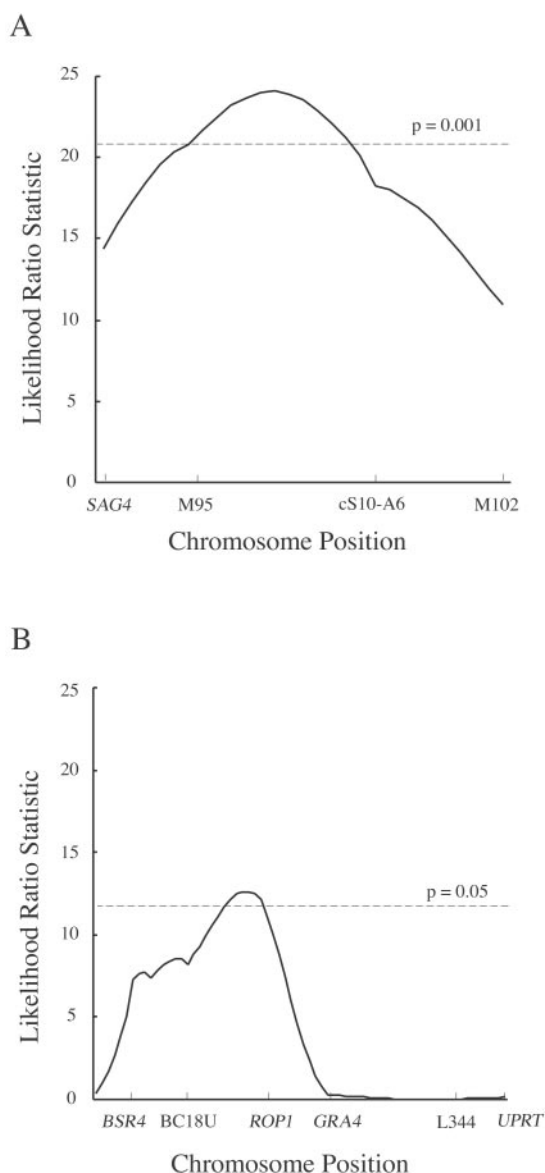 A
Likelihood Ratio Statistic
25
20
15
10
5
0
p = 0.001
SAG4 M95 cS10-A6 M102
Chromosome Position
B
Likelihood Ratio Statistic
25
20
15
10
5
0
p = 0.05
BSR4 BC18U ROP1 GRA4 L344 UPRT
Chromosome Position